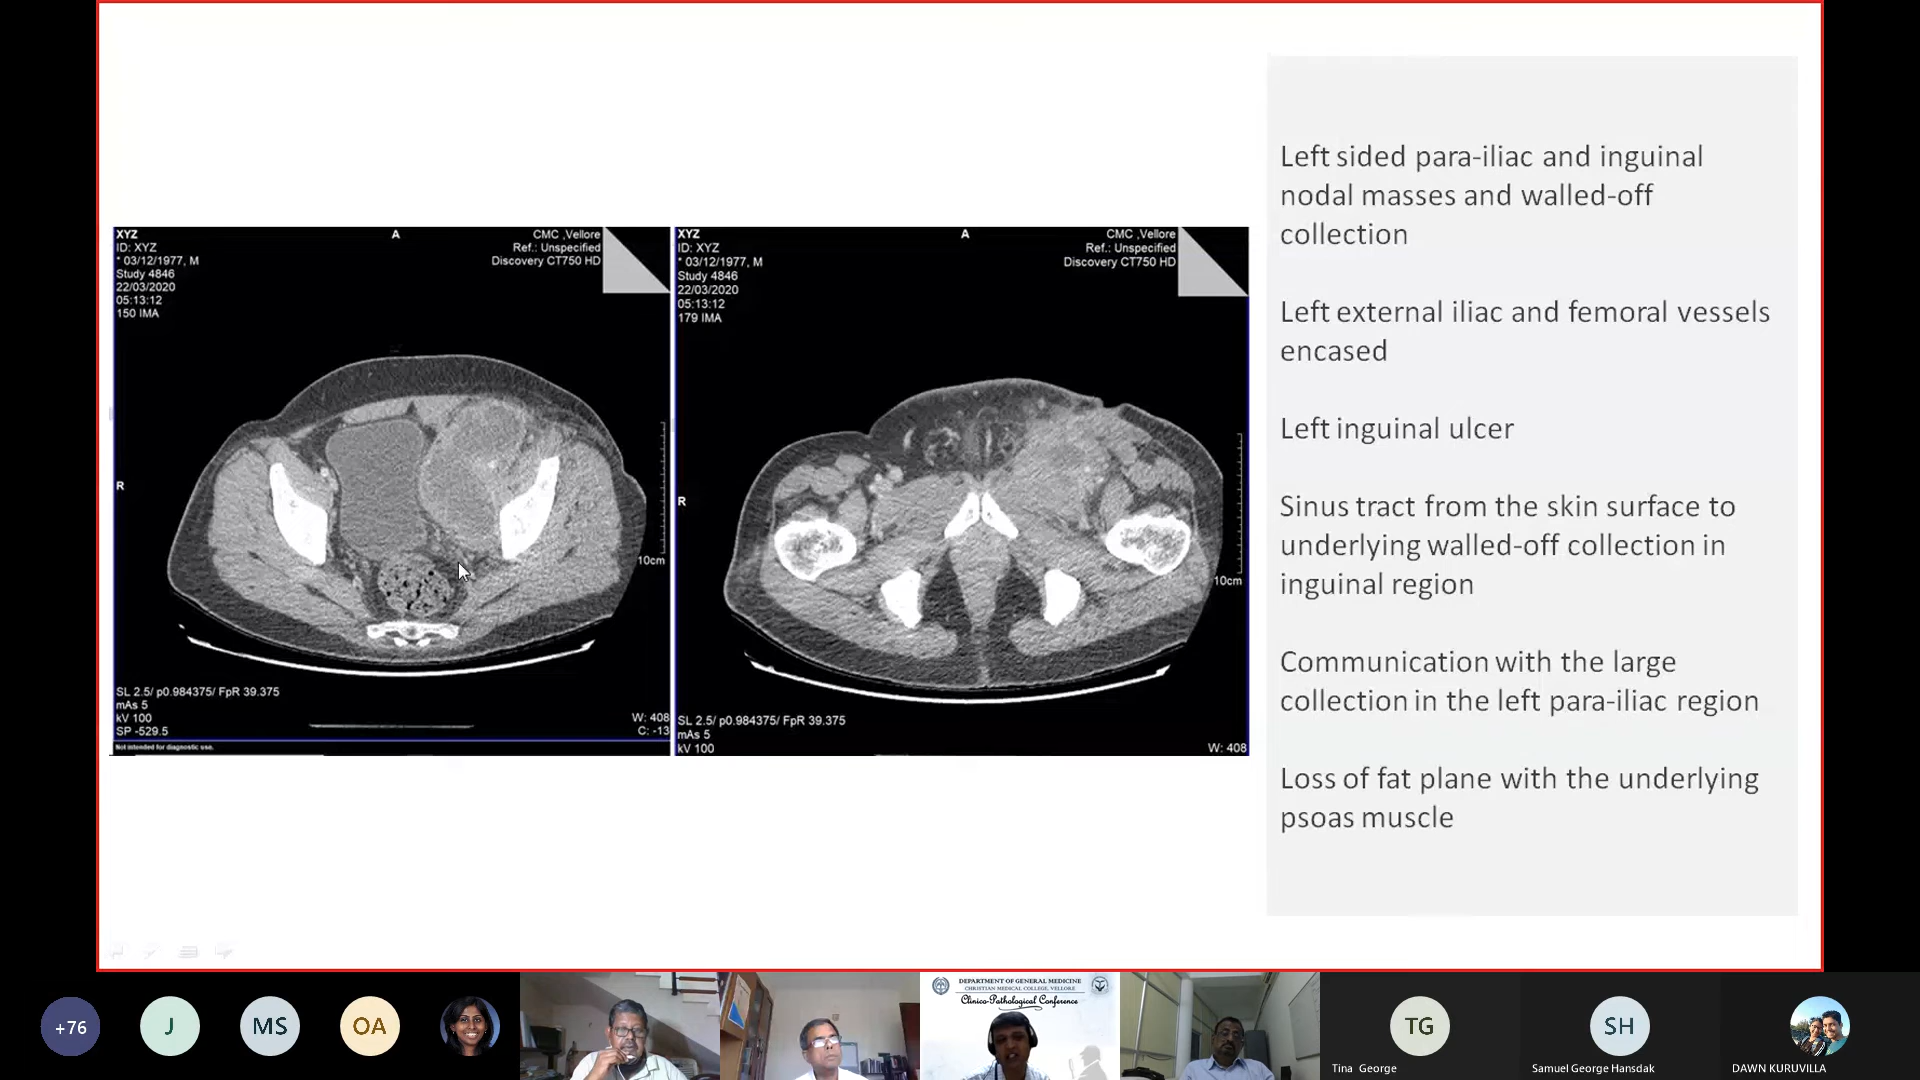 XYZ
ID: XYZ
* 03/12/1977, M
Study 4846
22/03/2020
05:13:12
150 IMA
A
CMC ,Vellore
Ref.: Unspecified
Discovery CT750 HD
R
10cm
SL 2.5/ p0.984375/ FpR 39.375
mAs 5
kV 100
SP -529.5
W: 408
C: -13
Not intended for diagnostic use.
XYZ
ID: XYZ
* 03/12/1977, M
Study 4846
22/03/2020
05:13:12
179 IMA
A
CMC ,Vellore
Ref.: Unspecified
Discovery CT750 HD
R
10cm
SL 2.5/ p0.984375/ FpR 39.375
mAs 5
kV 100
W: 408
Left sided para-iliac and inguinal
nodal masses and walled-off
collection
Left external iliac and femoral vessels
encased
Left inguinal ulcer
Sinus tract from the skin surface to
underlying walled-off collection in
inguinal region
Communication with the large
collection in the left para-iliac region
Loss of fat plane with the underlying
psoas muscle
+76
J
MS
OA
DEPARTMENT OF GENERAL MEDICINE
CHRISTIAN MEDICAL COLLEGE, VELLORE
Clinico-Pathological Conference
TG
Tina George
SH
Samuel George Hansdak
DAWN KURUVILLA